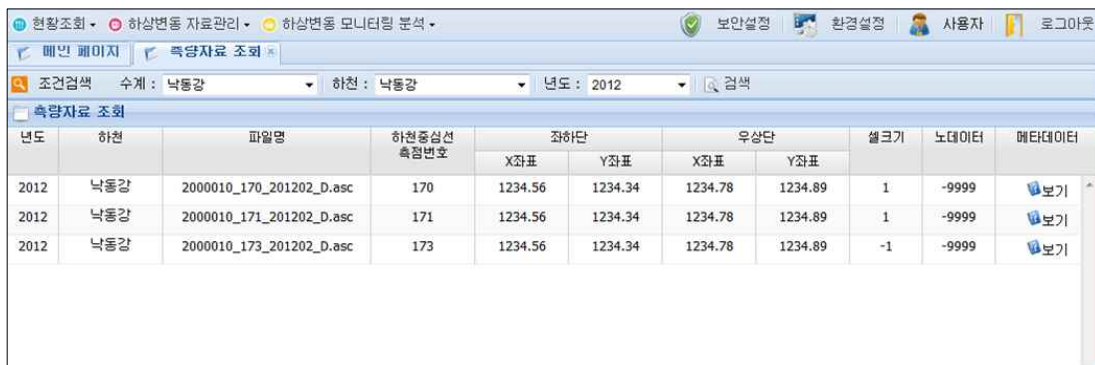 현황조회 하상변동 자료관리 하상변동 모니터링 분석 보안설정 환경설정 사용자 로그아웃
메인 페이지 측량자료 조회
조건검색 수계 : 낙동강 하천 : 낙동강 년도 : 2012 검색
측량자료 조회
년도 하천 파일명 하천중심선 측점번호 좌하단 우상단 셀크기 노데이터 메타데이터
X좌표 Y좌표 X좌표 Y좌표
2012 낙동강 2000010_170_201202_D.asc 170 1234.56 1234.34 1234.78 1234.89 1 -9999 보기
2012 낙동강 2000010_171_201202_D.asc 171 1234.56 1234.34 1234.78 1234.89 1 -9999 보기
2012 낙동강 2000010_173_201202_D.asc 173 1234.56 1234.34 1234.78 1234.89 -1 -9999 보기